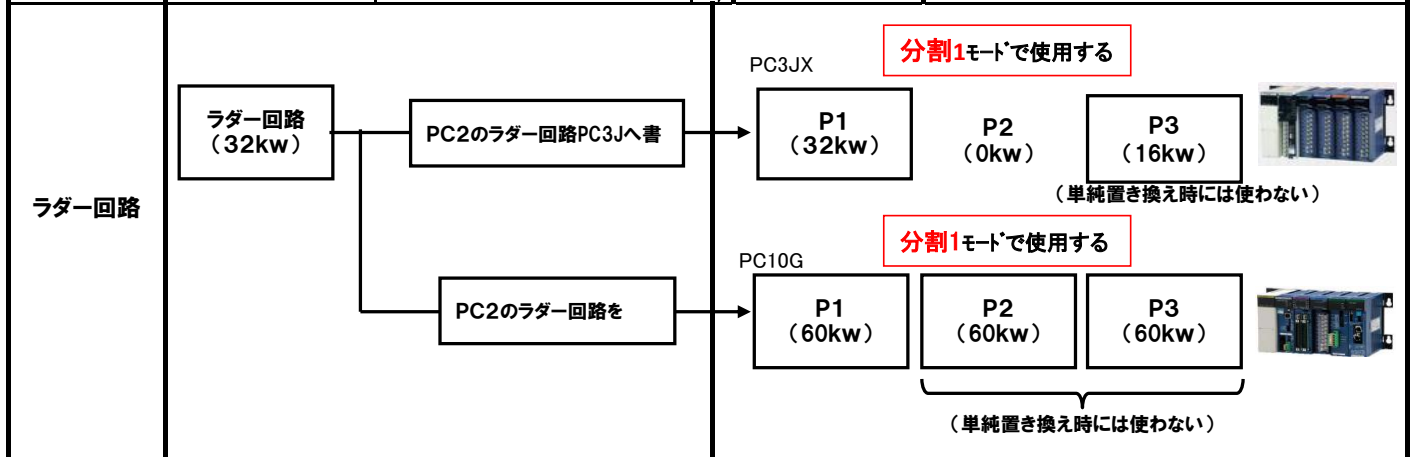 ラダー回路
ラダー回路
（32kw）
PC2のラダー回路PC3Jへ書
PC2のラダー回路を
分割1モードで使用する
PC3JX
P1
（32kw）
P2
（0kw）
P3
（16kw）
（単純置き換え時には使わない）
分割1モードで使用する
PC10G
P1
（60kw）
P2
（60kw）
P3
（60kw）
（単純置き換え時には使わない）